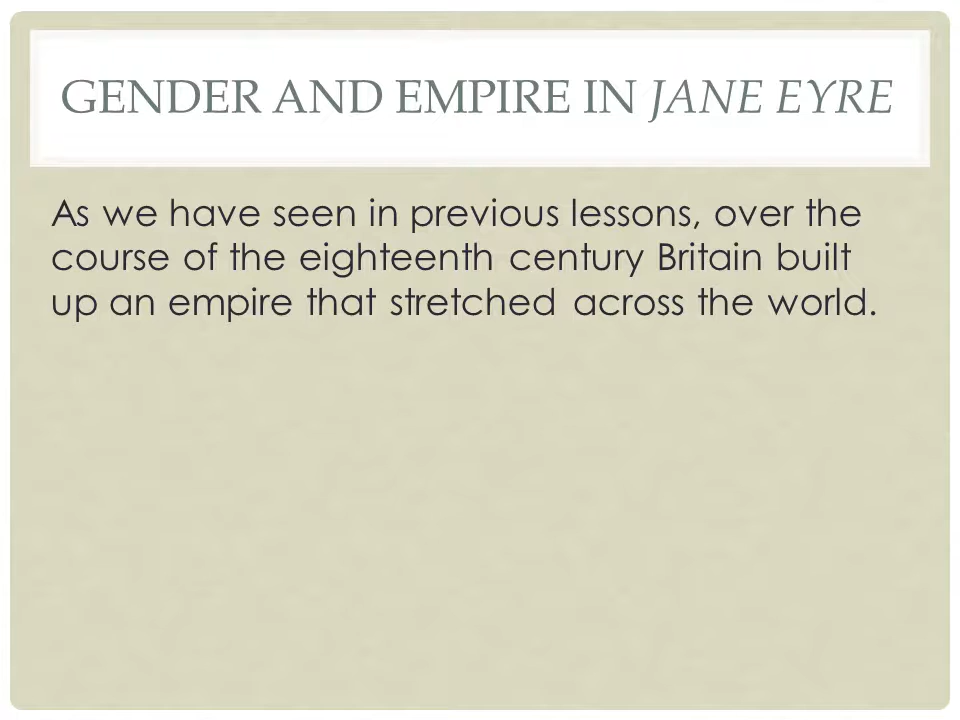 GENDER AND EMPIRE IN JANE EYRE
As we have seen in previous lessons, over the
course of the eighteenth century Britain built
up an empire that stretched across the world.